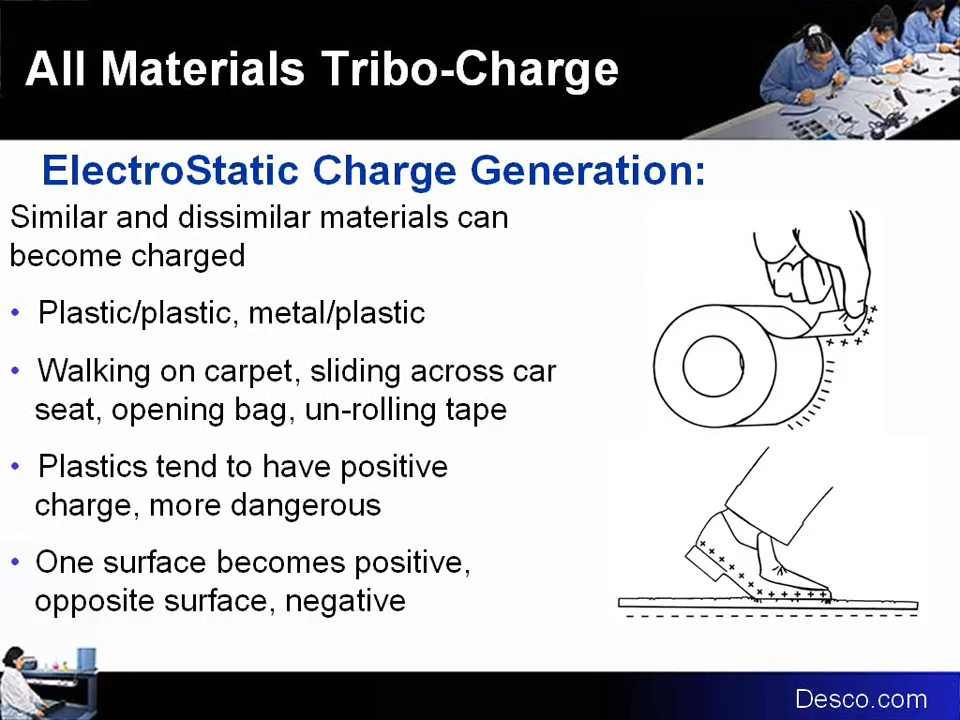 All Materials Tribo-Charge
ElectroStatic Charge Generation:
Similar and dissimilar materials can
become charged
• Plastic/plastic, metal/plastic
• Walking on carpet, sliding across car
seat, opening bag, un-rolling tape
• Plastics tend to have positive
charge, more dangerous
• One surface becomes positive,
opposite surface, negative
Desco.com